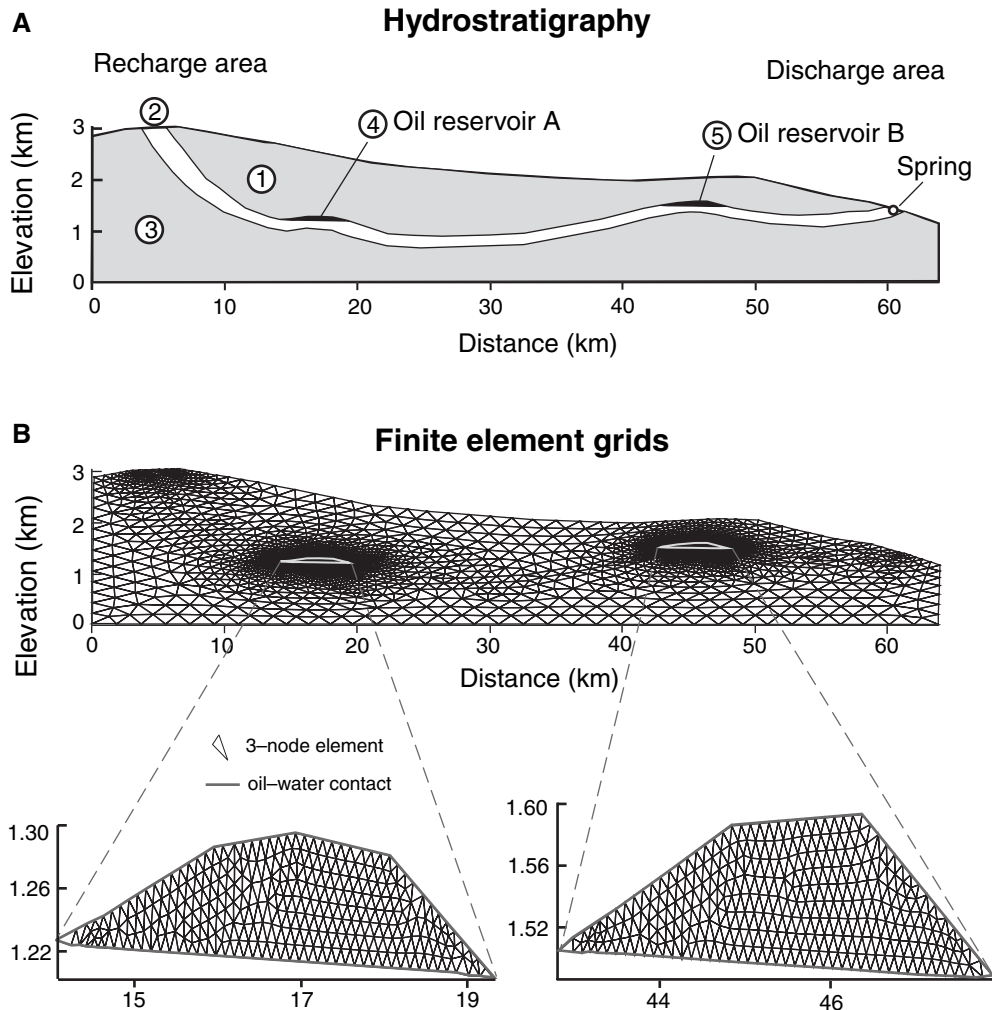 A
Hydrostratigraphy
Recharge area
Discharge area
2
4 Oil reservoir A
5 Oil reservoir B
Spring
1
3
Elevation (km)
3
2
1
0
0 10 20 30 40 50 60
Distance (km)
B
Finite element grids
Elevation (km)
3
2
1
0
0 10 20 30 40 50 60
Distance (km)
3–node element
oil–water contact
1.30
1.26
1.22
15 17 19
1.60
1.56
1.52
44 46